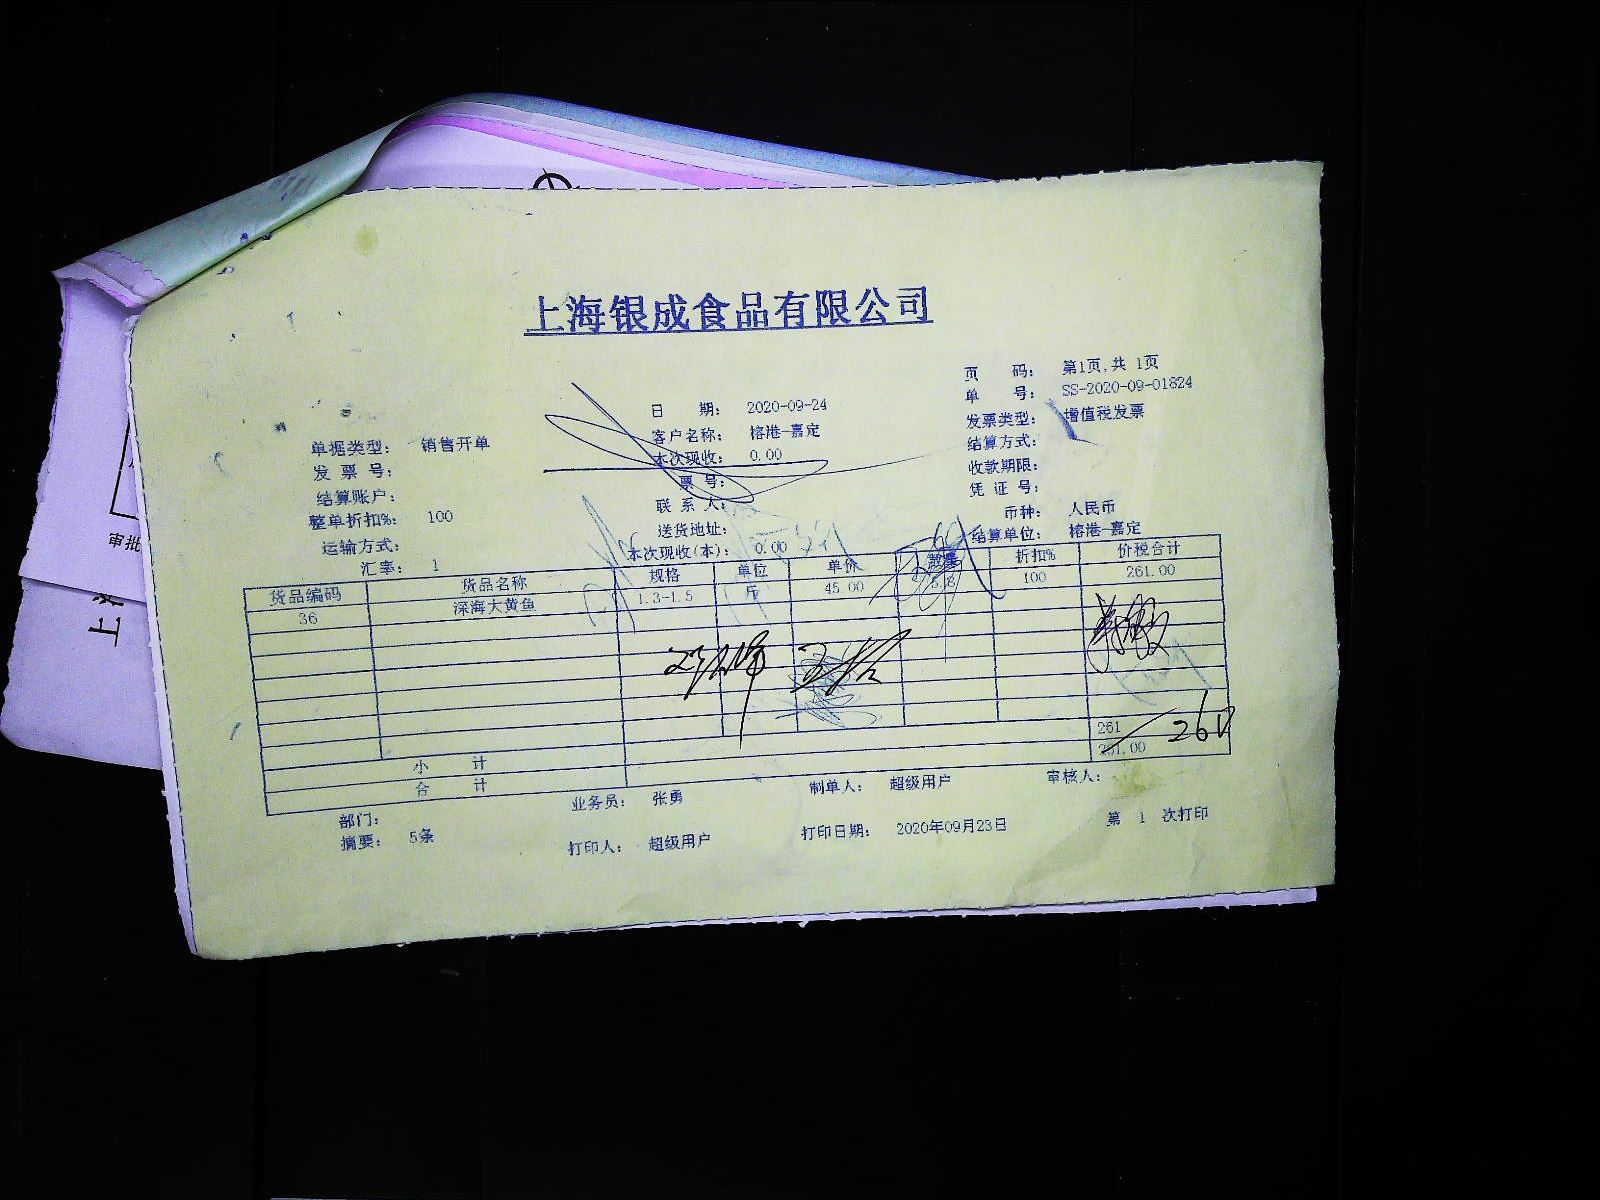 上海银成食品有限公司
页 码： 第1页,共 1页
单 号： SS-2020-09-01824
日 期： 2020-09-24
发票类型： 增值税发票
单据类型： 销售开单
客户名称： 榕港-嘉定
结算方式：
发 票 号：
本次现收： 0.00
收款期限：
结算账户：
票 号：
凭 证 号：
整单折扣%： 100
联 系 人：
币种： 人民币
运输方式：
送货地址：
结算单位： 榕港-嘉定
汇率： 1
本次现收(本)： 0.00
货品编码 货品名称 规格 单位 单价 数量 折扣% 价税合计
36 深海大黄鱼 1.3-1.5 斤 45.00 5.8 100 261.00
小 计 261
合 计 261.00
部门： 业务员： 张勇 制单人： 超级用户 审核人：
摘要： 5条 打印人： 超级用户 打印日期： 2020年09月23日 第 1 次打印
审批
上